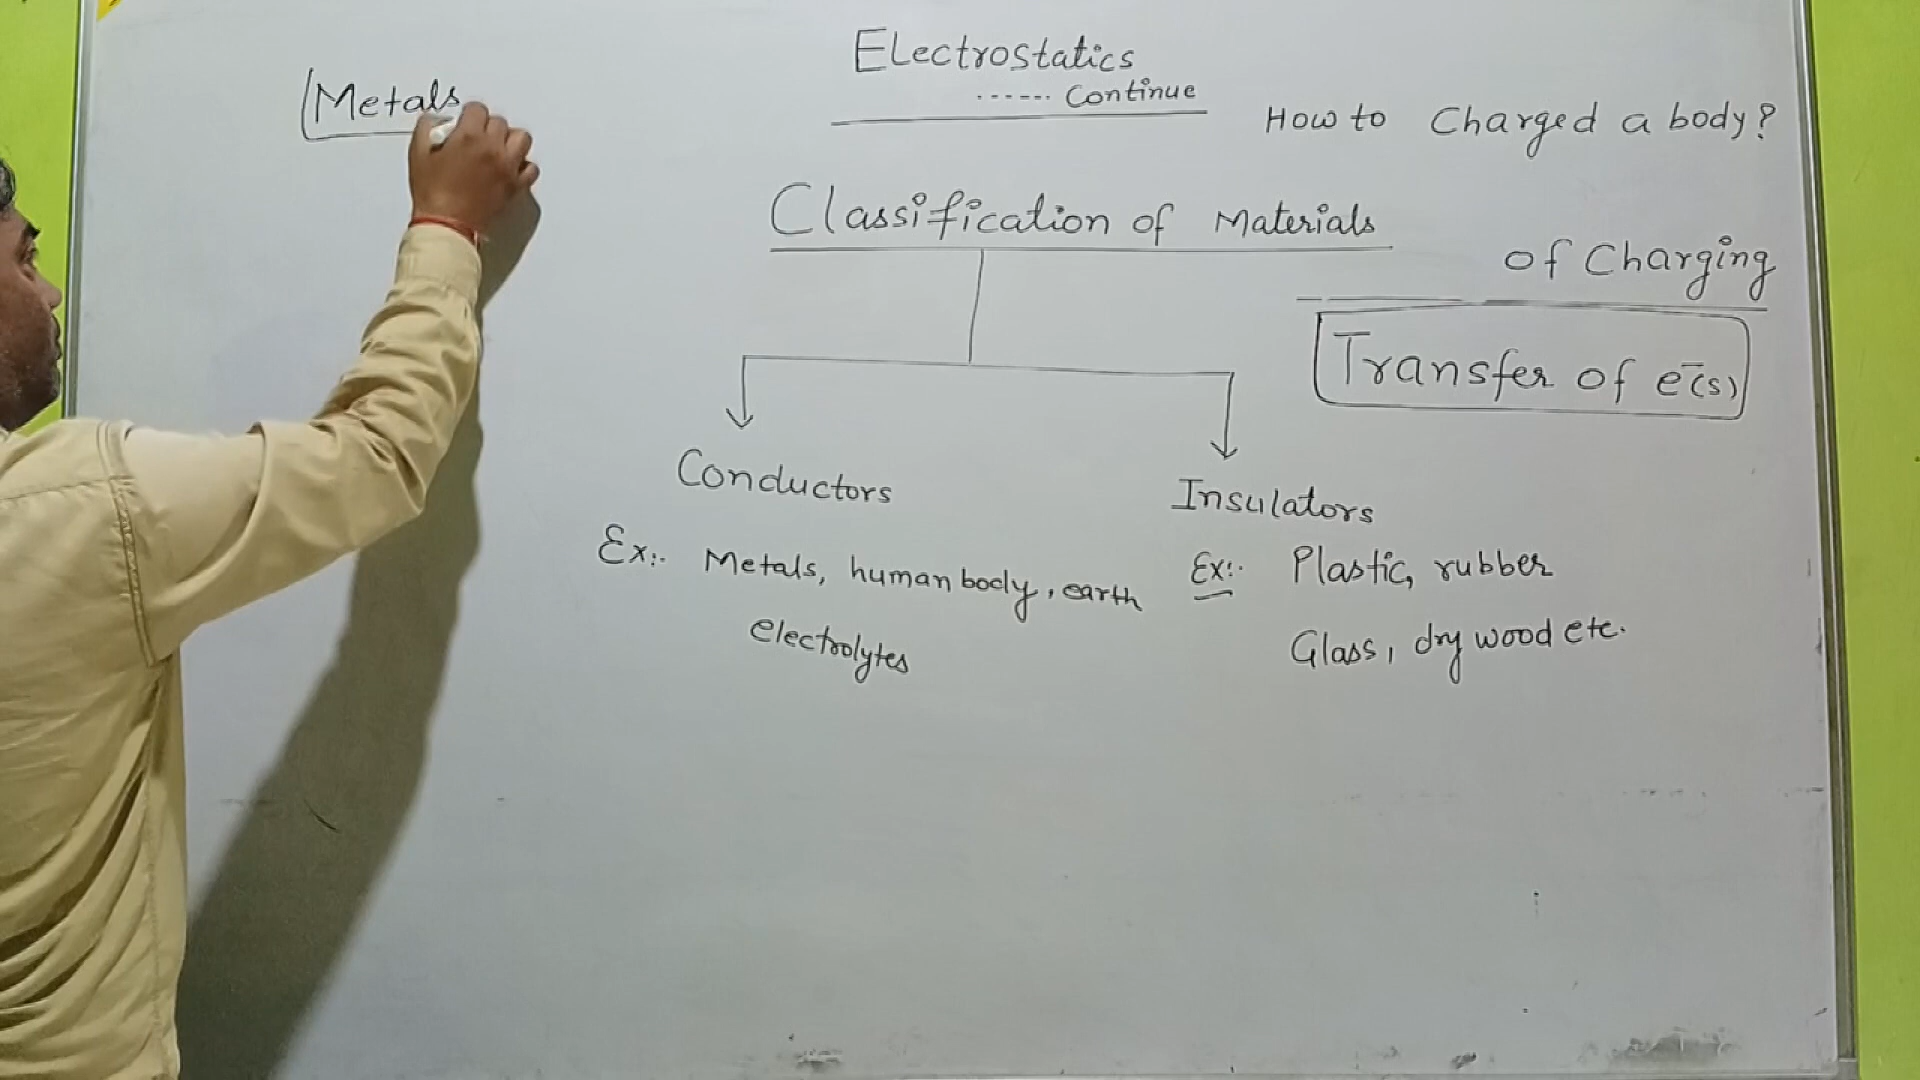 Metals
Electrostatics
...... Continue
How to Charged a body?
Classification of Materials
of Charging
Transfer of e⁻(s)
Conductors
Insulators
Ex:- Metals, human body, earth
electrolytes
Ex:- Plastic, rubber
Glass, dry wood etc.